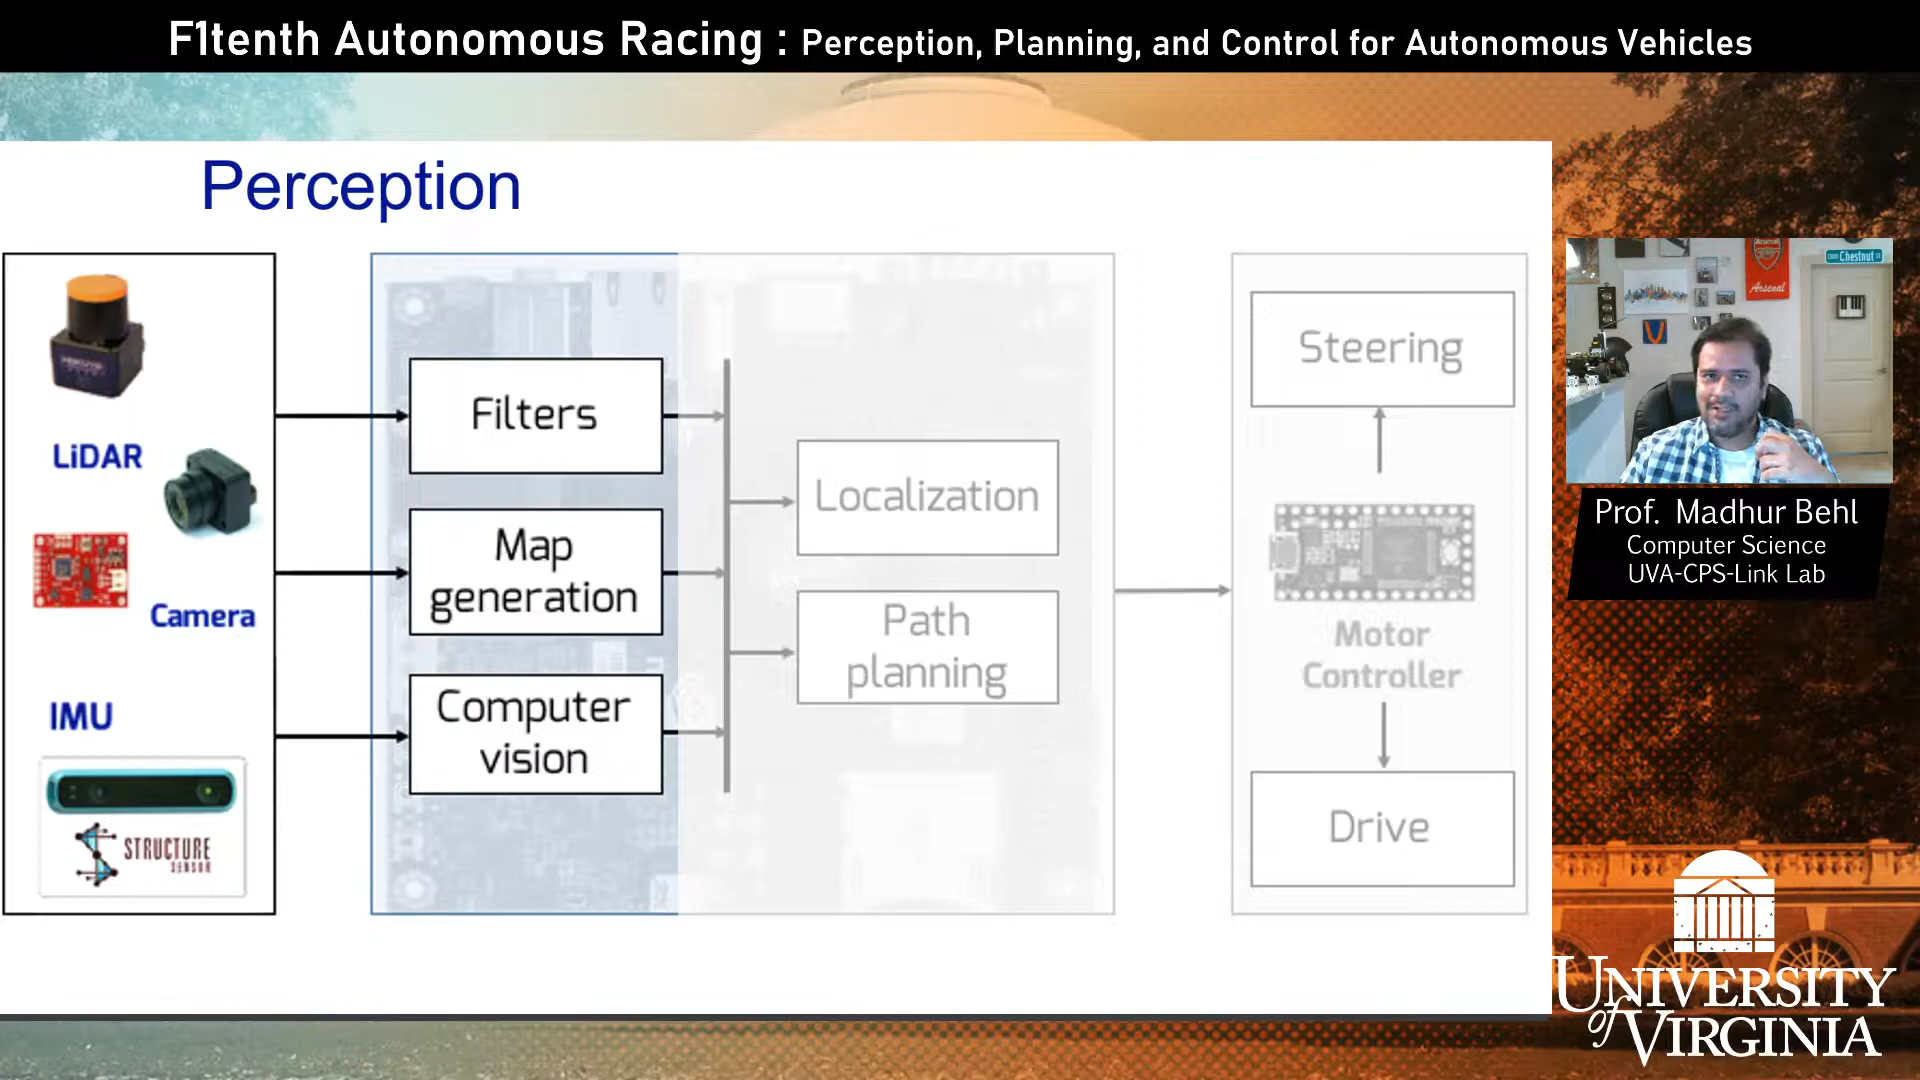 F1tenth Autonomous Racing : Perception, Planning, and Control for Autonomous Vehicles
Perception
LiDAR
Camera
IMU
STRUCTURE
SENSOR
Filters
Map
generation
Computer
vision
Localization
Path
planning
Steering
Motor
Controller
Drive
Arsenal
Chestnut
Prof. Madhur Behl
Computer Science
UVA-CPS-Link Lab
UNIVERSITY
of VIRGINIA